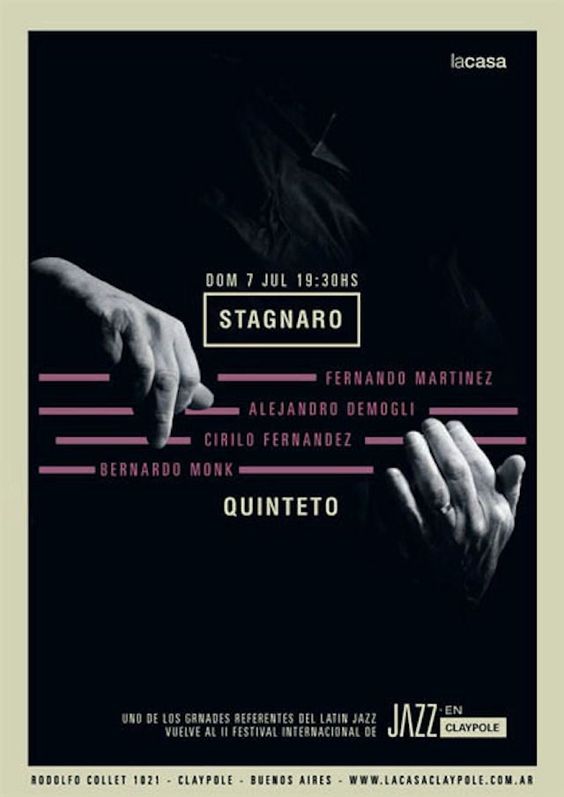 lacasa
DOM 7 JUL 19:30HS
STAGNARO
FERNANDO MARTINEZ
ALEJANDRO DEMOGLI
CIRILO FERNANDEZ
BERNARDO MONK
QUINTETO
UNO DE LOS GRNADES REFERENTES DEL LATIN JAZZ
VUELVE AL II FESTIVAL INTERNACIONAL DE
JAZZ · EN
CLAYPOLE
RODOLFO COLLET 1021 - CLAYPOLE - BUENOS AIRES - WWW.LACASACLAYPOLE.COM.AR